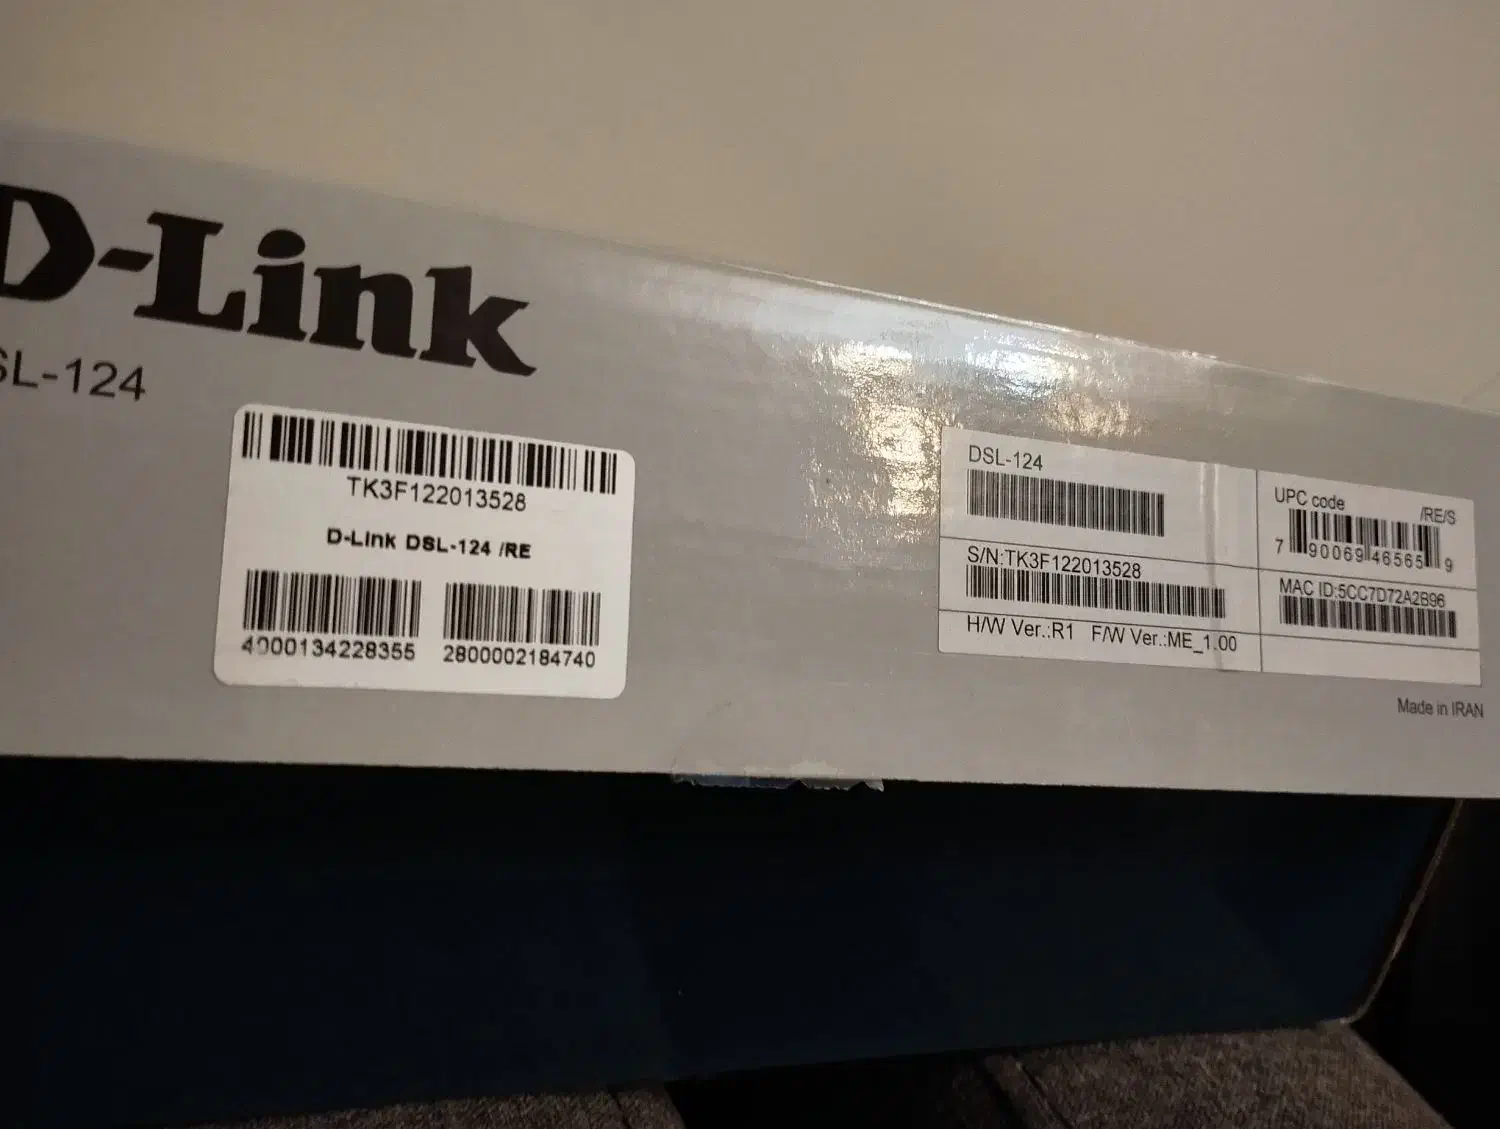 D-Link
SL-124
TK3F122013528
D-Link DSL-124 /RE
4000134228355 2800002184740
DSL-124
S/N:TK3F122013528
H/W Ver.:R1 F/W Ver.:ME_1.00
UPC code /RE/S
7 90069 46565 9
MAC ID:5CC7D72A2B96
Made in IRAN